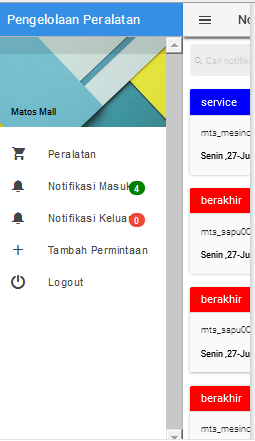 Pengelolaan Peralatan
Matos Mall
Peralatan
Notifikasi Masuk 4
Notifikasi Keluar 0
Tambah Permintaan
Logout
No
Cari notifik
service
mts_mesinc
Senin ,27-Ju
berakhir
mts_sapu00
Senin ,27-Ju
berakhir
mts_sapu00
Senin ,27-Ju
berakhir
mts_mesinc